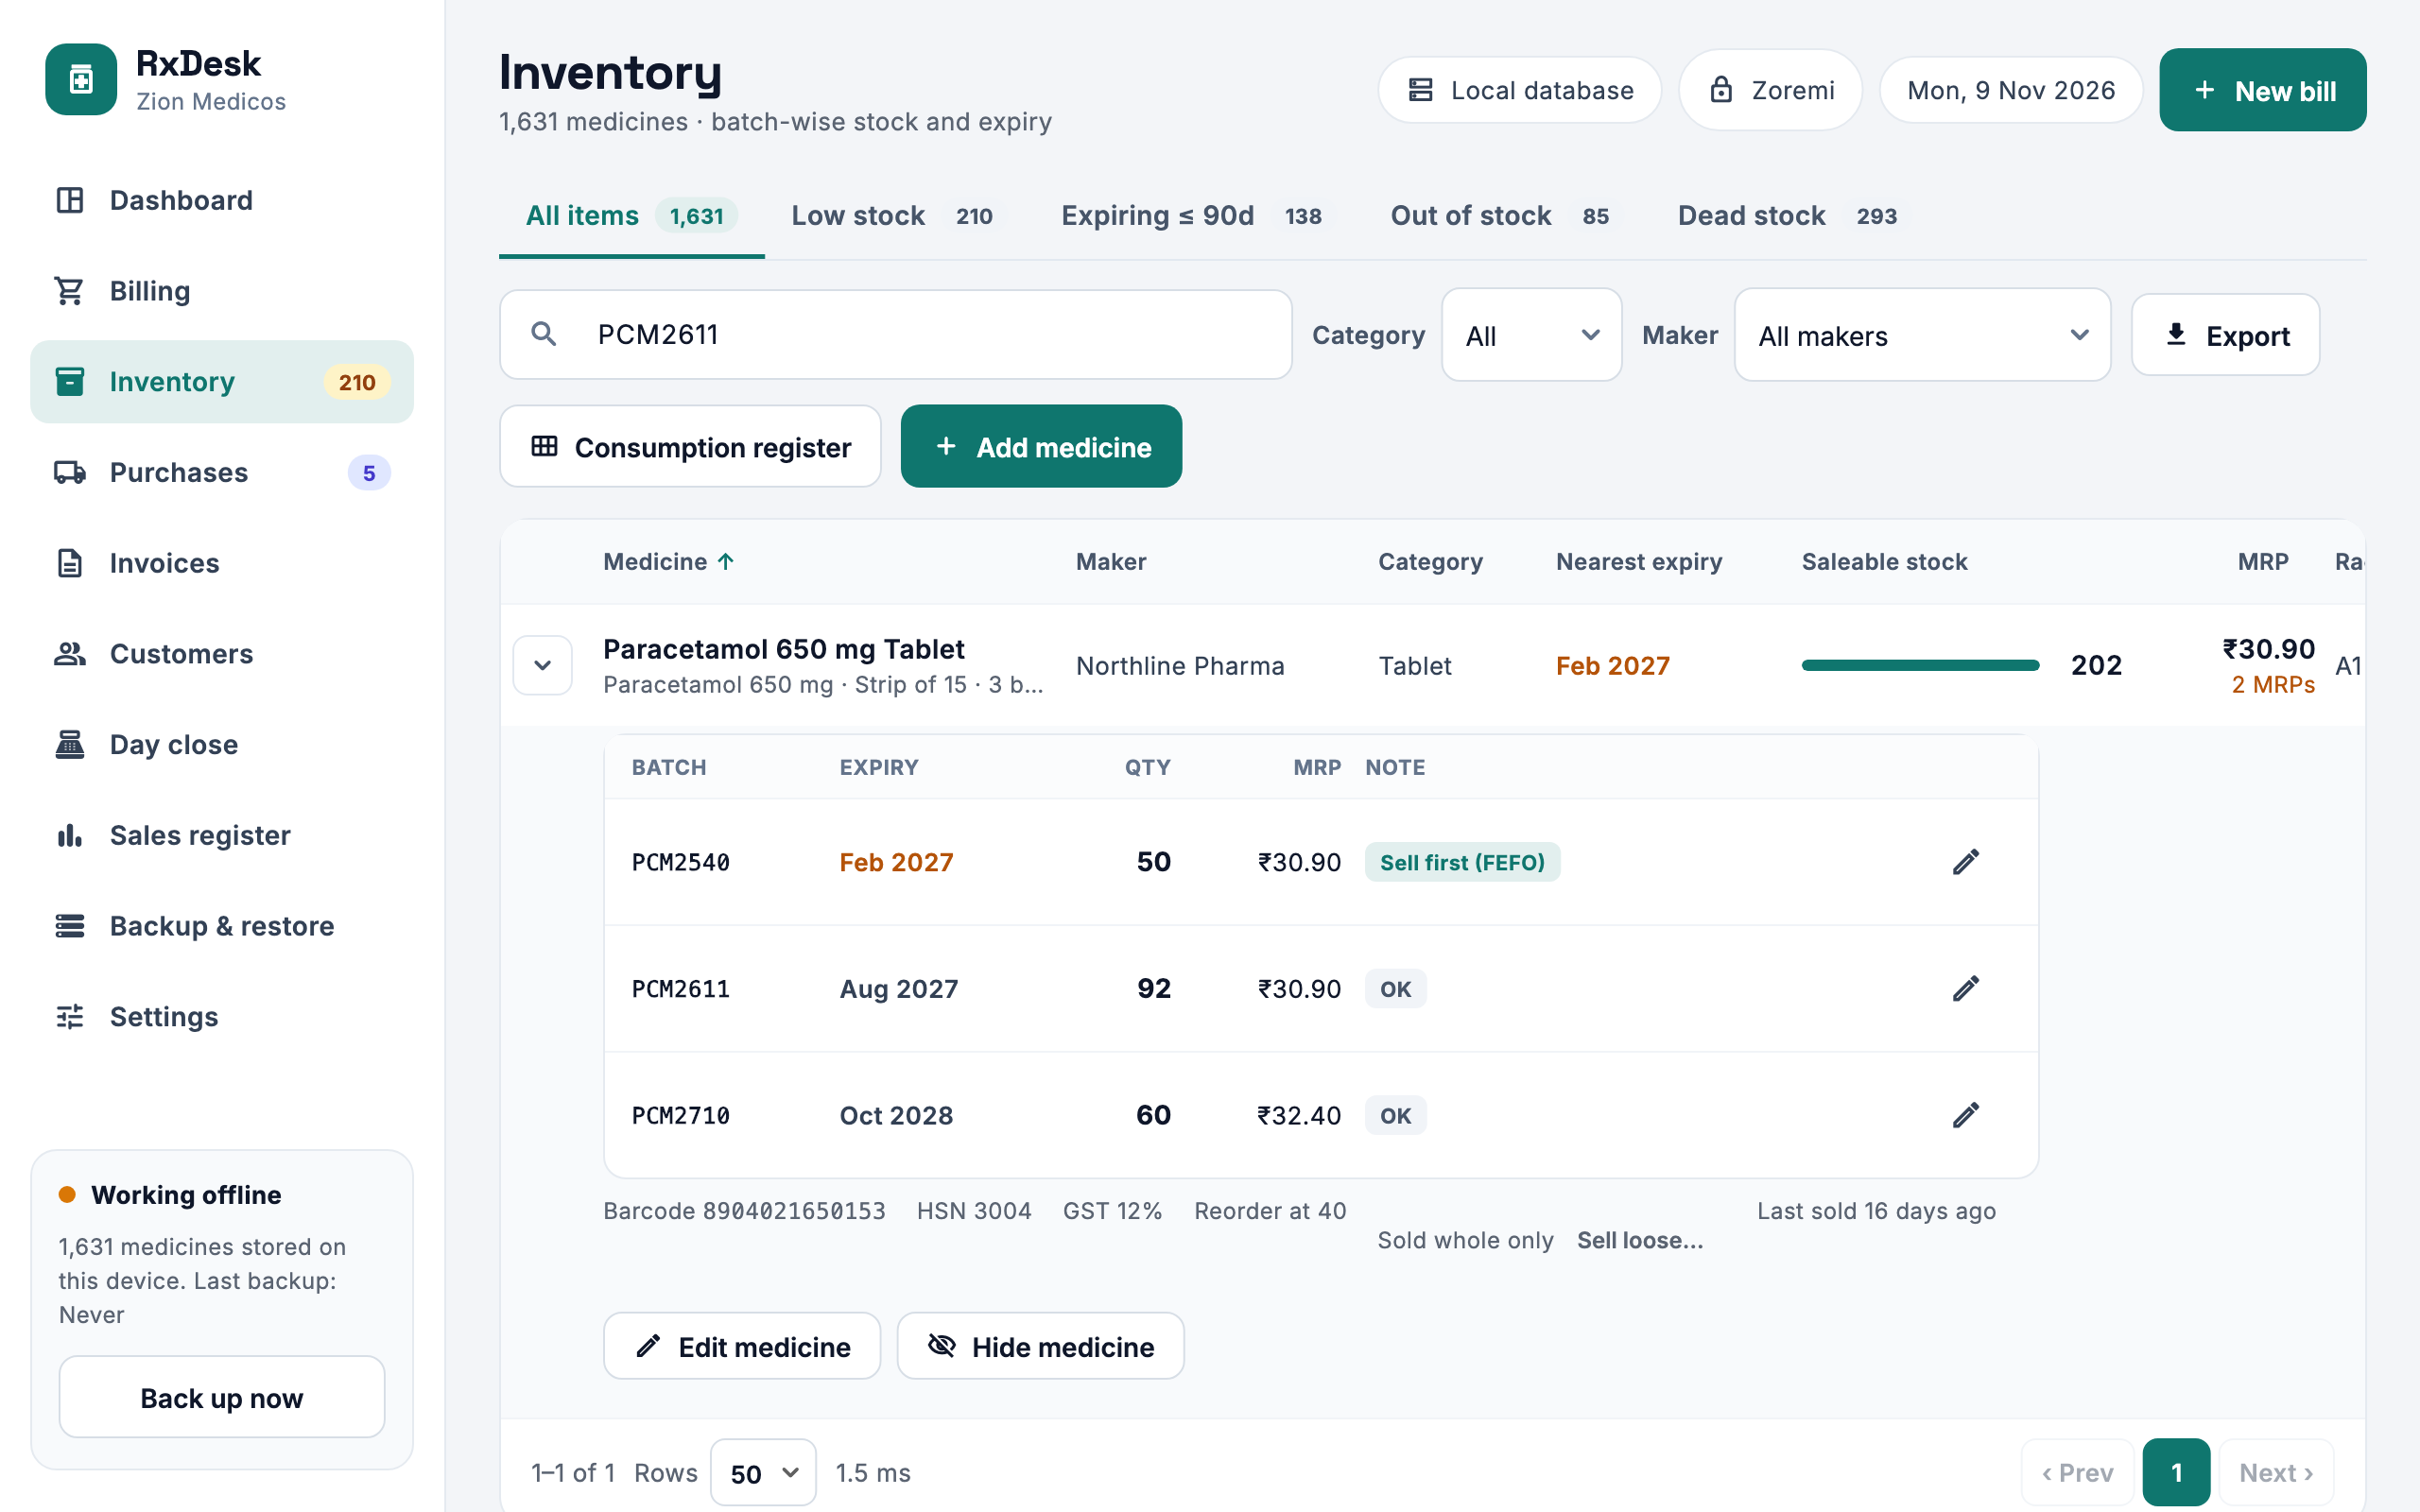 RxDesk
Zion Medicos
Dashboard
Billing
Inventory 210
Purchases 5
Invoices
Customers
Day close
Sales register
Backup & restore
Settings
Working offline
1,631 medicines stored on
this device. Last backup:
Never
Back up now
Inventory
1,631 medicines · batch-wise stock and expiry
Local database
Zoremi
Mon, 9 Nov 2026
+ New bill
All items 1,631
Low stock 210
Expiring ≤ 90d 138
Out of stock 85
Dead stock 293
PCM2611
Category All
Maker All makers
Export
Consumption register
+ Add medicine
Medicine ↑ Maker Category Nearest expiry Saleable stock MRP
Paracetamol 650 mg Tablet
Paracetamol 650 mg · Strip of 15 · 3 b...
Northline Pharma Tablet Feb 2027 202 ₹30.90
2 MRPs
A1
BATCH EXPIRY QTY MRP NOTE
PCM2540 Feb 2027 50 ₹30.90 Sell first (FEFO)
PCM2611 Aug 2027 92 ₹30.90 OK
PCM2710 Oct 2028 60 ₹32.40 OK
Barcode 8904021650153 HSN 3004 GST 12% Reorder at 40 Last sold 16 days ago
Sold whole only Sell loose...
Edit medicine
Hide medicine
1–1 of 1 Rows 50 1.5 ms
‹ Prev 1 Next ›